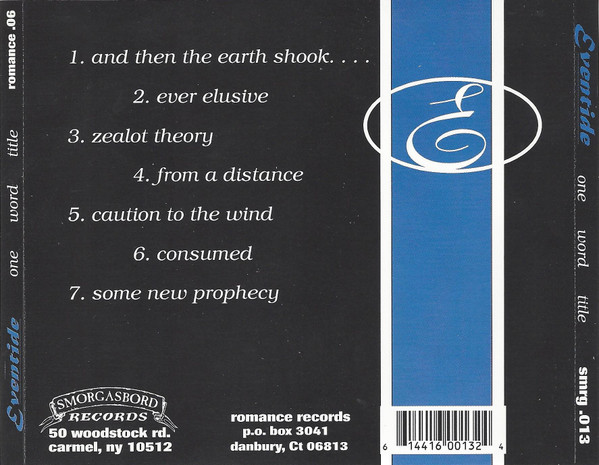 romance .06
Eventide one word title
1. and then the earth shook. . . .
2. ever elusive
3. zealot theory
4. from a distance
5. caution to the wind
6. consumed
7. some new prophecy
E
SMORGASBORD
RECORDS
50 woodstock rd.
carmel, ny 10512
romance records
p.o. box 3041
danbury, Ct 06813
6 14416 00132 4
Eventide one word title
smrg .013